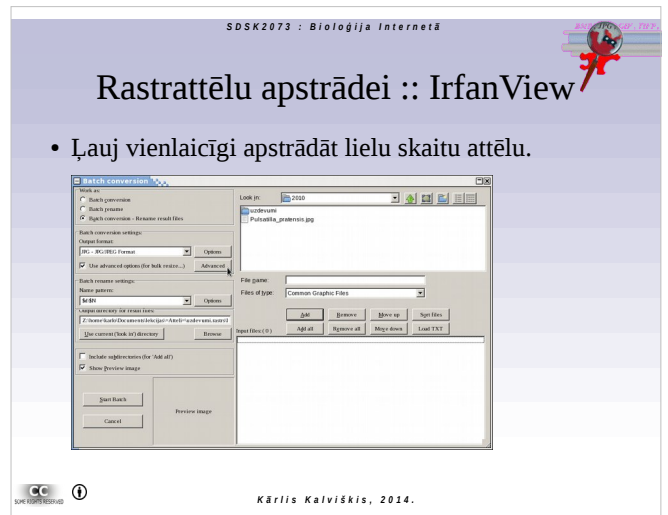 SDSK2073 : Bioloģija Internetā
Rastrattēlu apstrādei :: IrfanView
• Ļauj vienlaicīgi apstrādāt lielu skaitu attēlu.
Batch conversion
Work as:
Batch conversion
Batch rename
Batch conversion - Rename result files
Batch conversion settings:
Output format:
JPG - JPG/JPEG Format
Options
Use advanced options (for bulk resize...)
Advanced
Batch rename settings:
Name pattern:
Options
Output directory for result files:
Use current ('look in') directory
Browse
Include subdirectories (for 'Add all')
Show Preview image
Start Batch
Cancel
Preview image
Look in:
2010
uzdevumi
Pulsatilla_pratensis.jpg
File name:
Files of type:
Common Graphic Files
Add
Remove
Move up
Sort files
Input files: ( 0 )
Add all
Remove all
Move down
Load TXT
CC
SOME RIGHTS RESERVED
Kārlis Kalviškis, 2014.